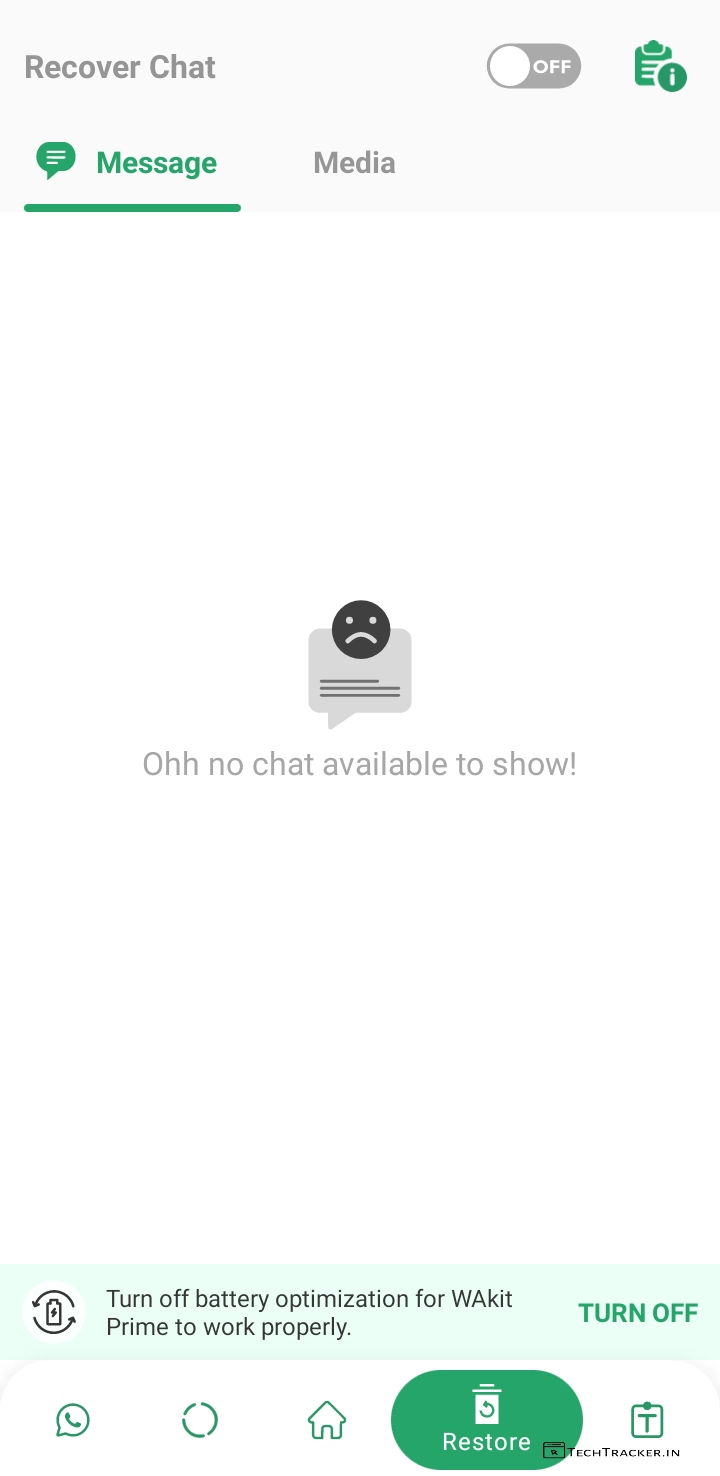 Recover Chat
OFF
Message
Media
Ohh no chat available to show!
Turn off battery optimization for WAkit
Prime to work properly.
TURN OFF
Restore
TECHTRACKER.IN